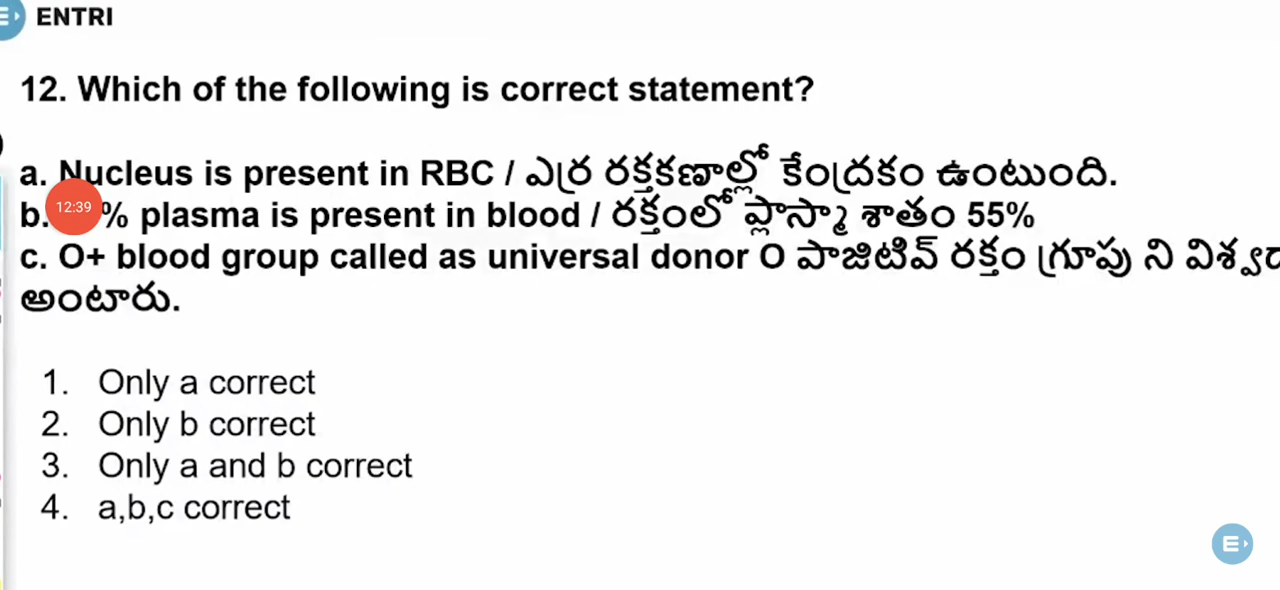 ENTRI
12. Which of the following is correct statement?
a. Nucleus is present in RBC / ఎర్ర రక్తకణాల్లో కేంద్రకం ఉంటుంది.
b. % plasma is present in blood / రక్తంలో ప్లాస్మా శాతం 55%
12:39
c. O+ blood group called as universal donor O పాజిటివ్ రక్తం గ్రూపు ని
అంటారు.
1. Only a correct
2. Only b correct
3. Only a and b correct
4. a,b,c correct
E